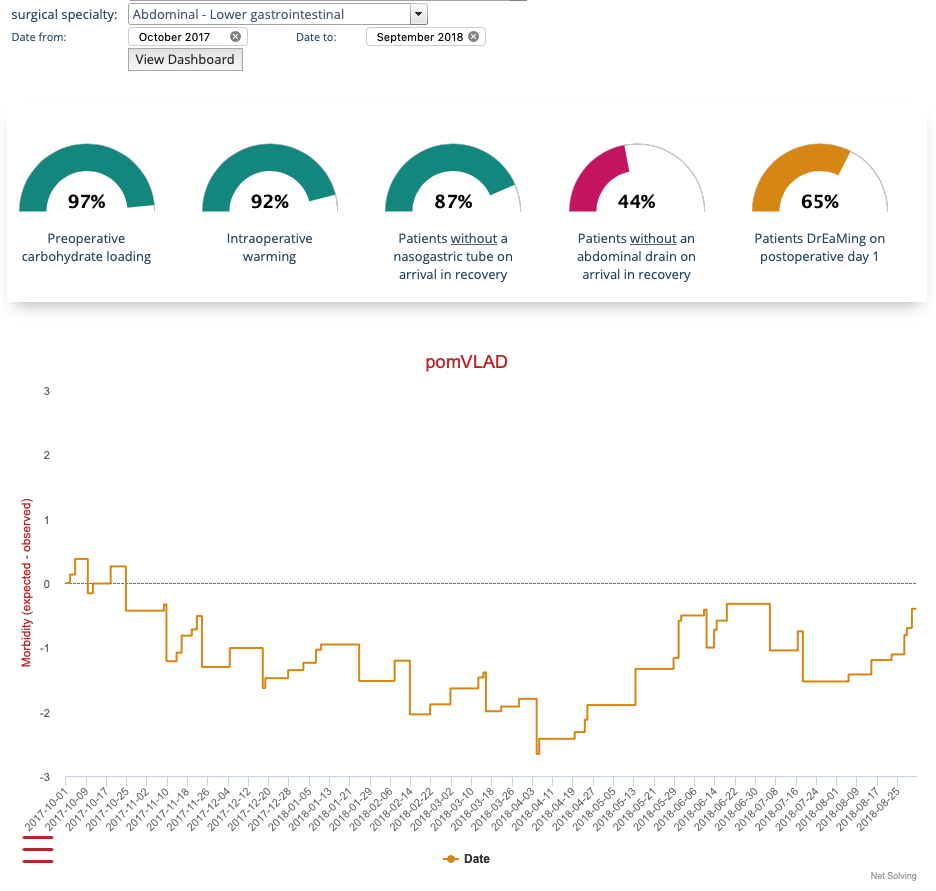 surgical specialty: Abdominal - Lower gastrointestinal
Date from: October 2017 Date to: September 2018
View Dashboard
97% 92% 87% 44% 65%
Preoperative carbohydrate loading
Intraoperative warming
Patients without a nasogastric tube on arrival in recovery
Patients without an abdominal drain on arrival in recovery
Patients DrEaMing on postoperative day 1
pomVLAD
Morbidity (expected - observed)
3
2
1
0
-1
-2
-3
2017-10-01 2017-10-09 2017-10-17 2017-10-25 2017-11-02 2017-11-10 2017-11-18 2017-11-26 2017-12-04 2017-12-12 2017-12-20 2017-12-28 2018-01-05 2018-01-13 2018-01-21 2018-01-29 2018-02-06 2018-02-14 2018-02-22 2018-03-02 2018-03-10 2018-03-18 2018-03-26 2018-04-03 2018-04-11 2018-04-19 2018-04-27 2018-05-05 2018-05-13 2018-05-21 2018-05-29 2018-06-06 2018-06-14 2018-06-22 2018-06-30 2018-07-08 2018-07-16 2018-07-24 2018-08-01 2018-08-09 2018-08-17 2018-08-25
Date
Net Solving